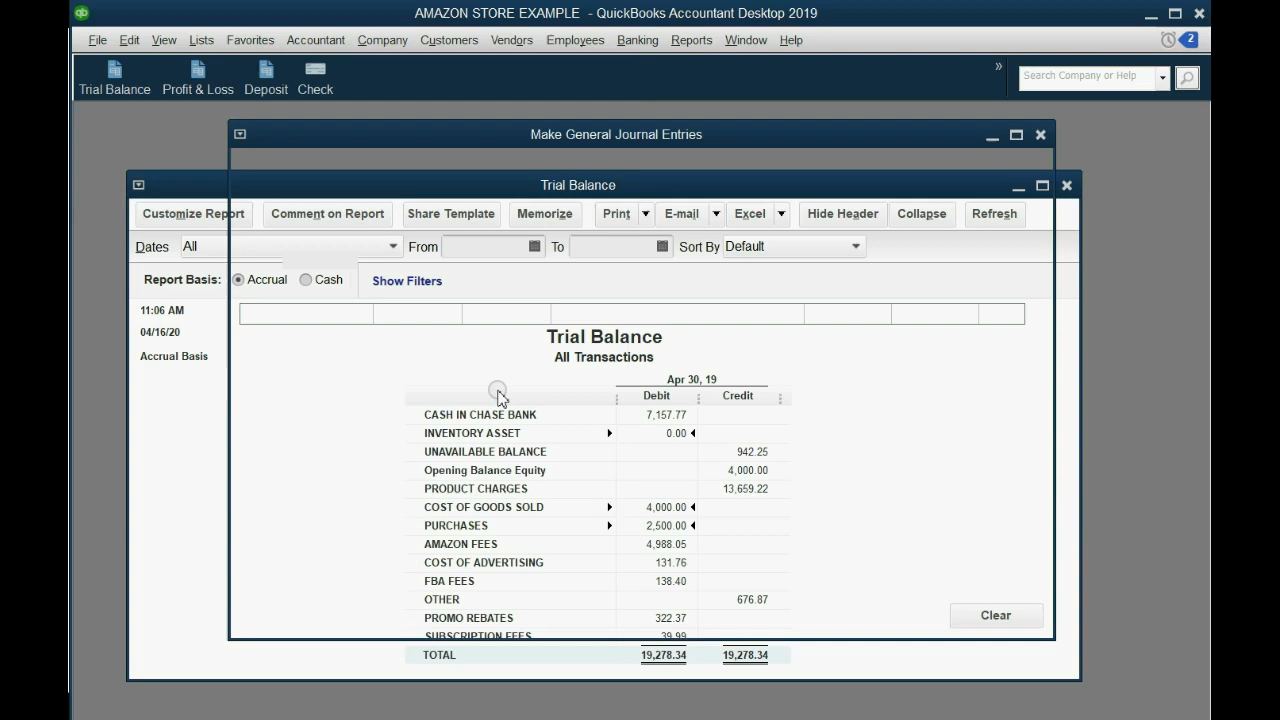 AMAZON STORE EXAMPLE - QuickBooks Accountant Desktop 2019
File Edit View Lists Favorites Accountant Company Customers Vendors Employees Banking Reports Window Help 2
Trial Balance Profit & Loss Deposit Check » Search Company or Help
Make General Journal Entries
Trial Balance
Customize Report Comment on Report Share Template Memorize Print E-mail Excel Hide Header Collapse Refresh
Dates All From To Sort By Default
Report Basis: Accrual Cash Show Filters
11:06 AM
04/16/20
Accrual Basis
Trial Balance
All Transactions
Apr 30, 19
Debit Credit
CASH IN CHASE BANK 7,157.77
INVENTORY ASSET 0.00
UNAVAILABLE BALANCE 942.25
Opening Balance Equity 4,000.00
PRODUCT CHARGES 13,659.22
COST OF GOODS SOLD 4,000.00
PURCHASES 2,500.00
AMAZON FEES 4,988.05
COST OF ADVERTISING 131.76
FBA FEES 138.40
OTHER 676.87
PROMO REBATES 322.37
SUBSCRIPTION FEES 39.99
TOTAL 19,278.34 19,278.34
Clear